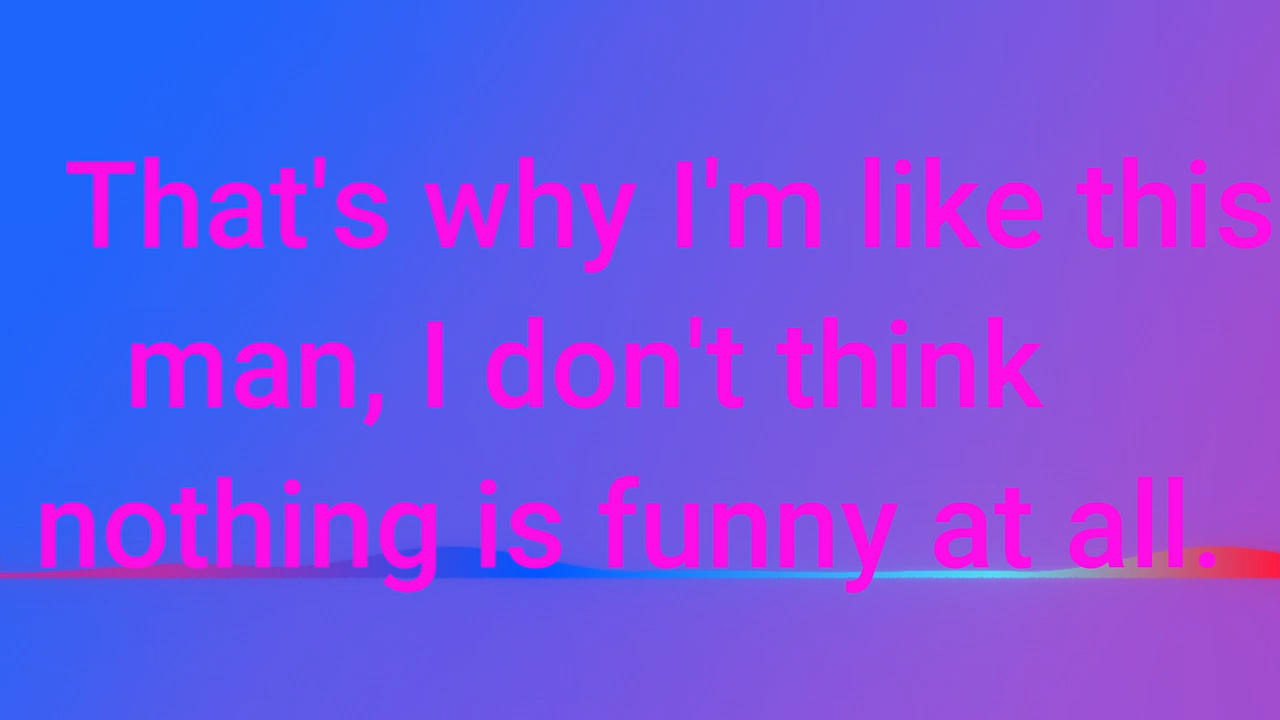 That's why I'm like this
man, I don't think
nothing is funny at all.